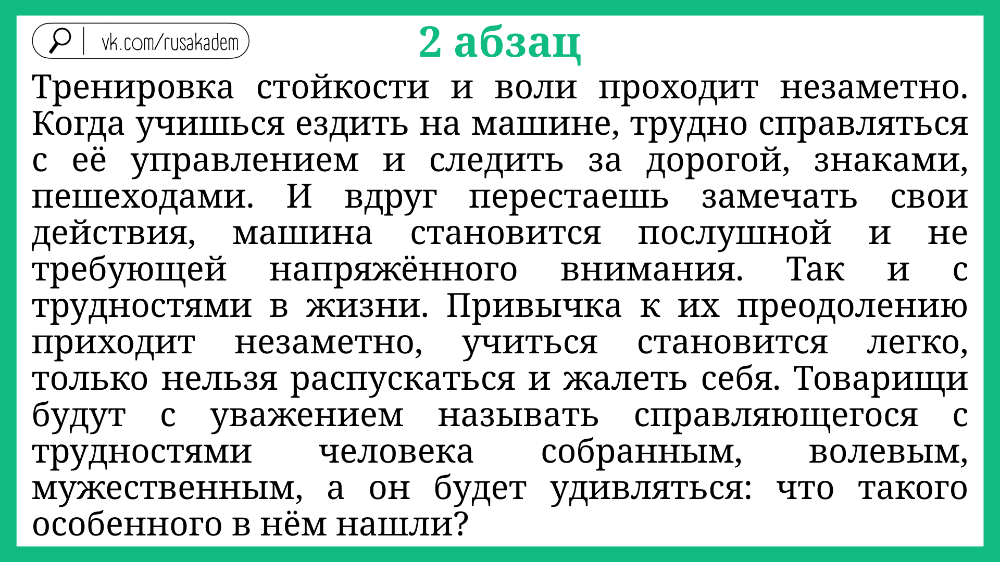 vk.com/rusakadem
2 абзац
Тренировка стойкости и воли проходит незаметно.
Когда учишься ездить на машине, трудно справляться
с её управлением и следить за дорогой, знаками,
пешеходами. И вдруг перестаешь замечать свои
действия, машина становится послушной и не
требующей напряжённого внимания. Так и с
трудностями в жизни. Привычка к их преодолению
приходит незаметно, учиться становится легко,
только нельзя распускаться и жалеть себя. Товарищи
будут с уважением называть справляющегося с
трудностями человека собранным, волевым,
мужественным, а он будет удивляться: что такого
особенного в нём нашли?